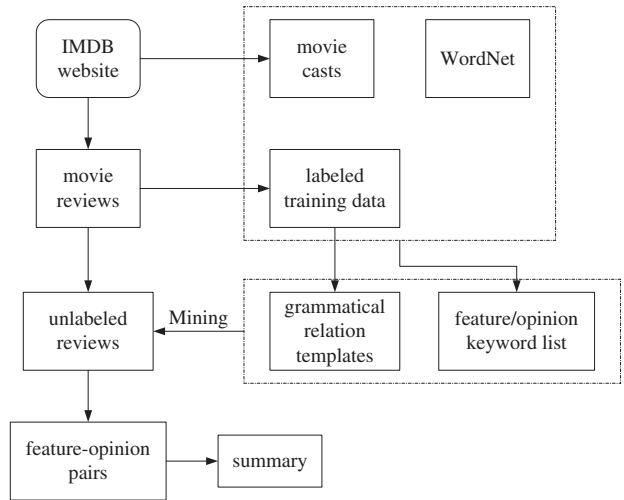 IMDB
website
movie
casts
WordNet
movie
reviews
labeled
training data
unlabeled
reviews
Mining
grammatical
relation
templates
feature/opinion
keyword list
feature-opinion
pairs
summary